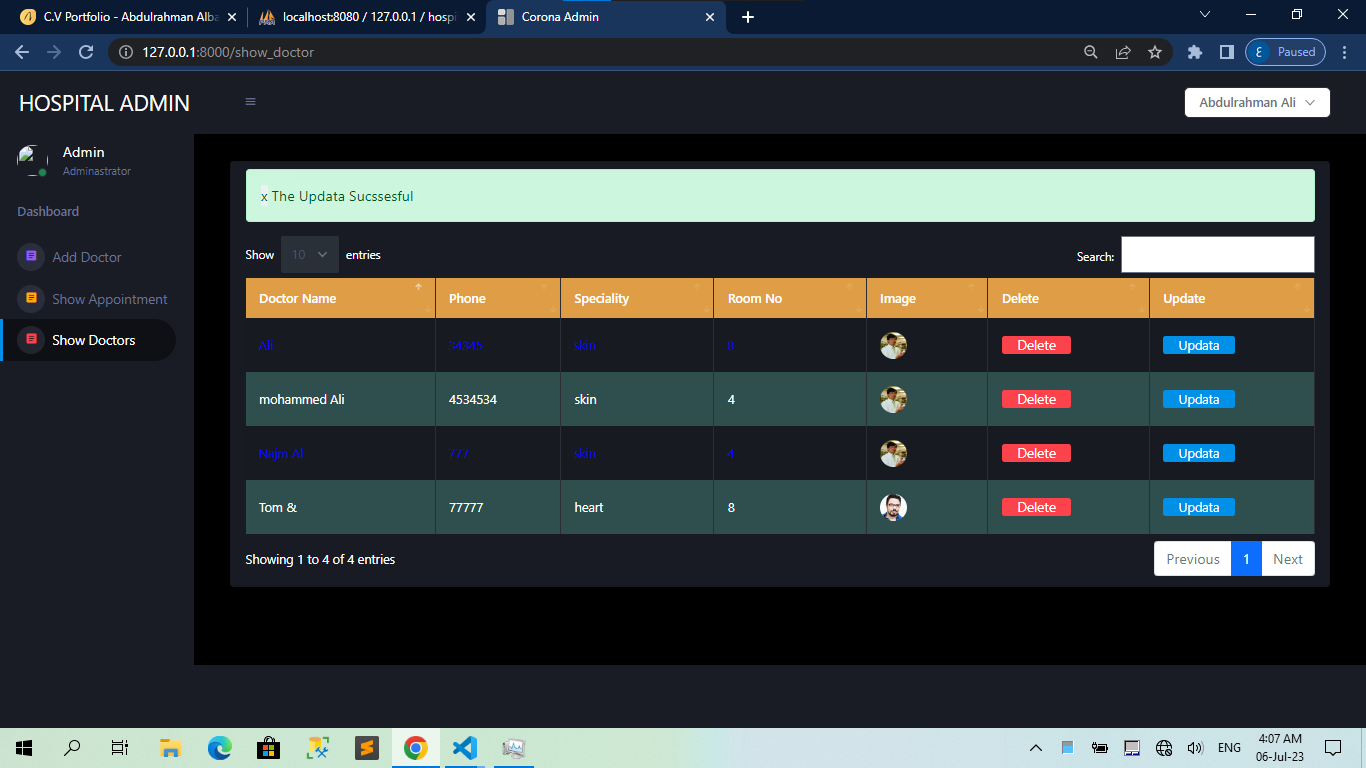 C.V Portfolio - Abdulrahman Alba
localhost:8080 / 127.0.0.1 / hosp
Corona Admin
127.0.0.1:8000/show_doctor
Paused
HOSPITAL ADMIN
Abdulrahman Ali
Admin
Adminastrator
Dashboard
Add Doctor
Show Appointment
Show Doctors
x The Updata Sucssesful
Show 10 entries
Search:
Doctor Name Phone Speciality Room No Image Delete Update
Ali 34345 skin 8 Delete Updata
mohammed Ali 4534534 skin 4 Delete Updata
Najm Al 777 skin 4 Delete Updata
Tom & 77777 heart 8 Delete Updata
Showing 1 to 4 of 4 entries
Previous 1 Next
ENG
4:07 AM
06-Jul-23